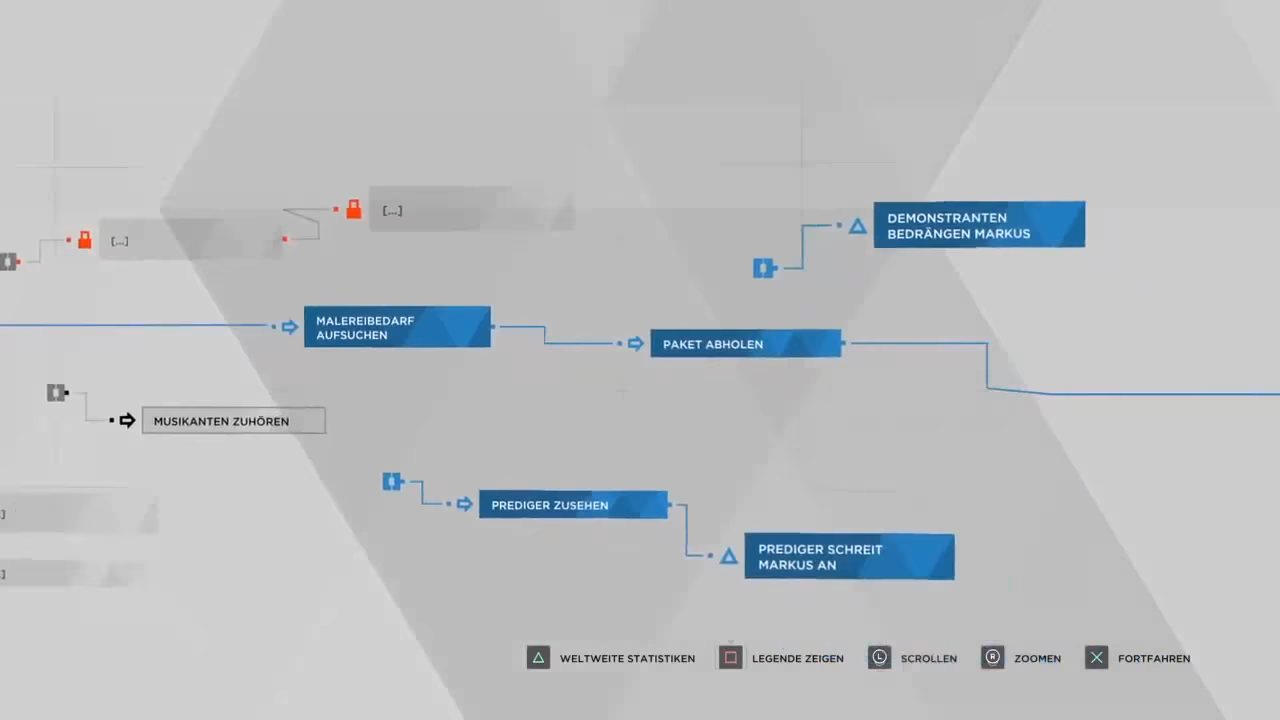 [...]
[...]
DEMONSTRANTEN
BEDRÄNGEN MARKUS
MALEREIBEDARF
AUFSUCHEN
PAKET ABHOLEN
MUSIKANTEN ZUHÖREN
PREDIGER ZUSEHEN
PREDIGER SCHREIT
MARKUS AN
]
]
WELTWEITE STATISTIKEN
LEGENDE ZEIGEN
L SCROLLEN
R ZOOMEN
FORTFAHREN